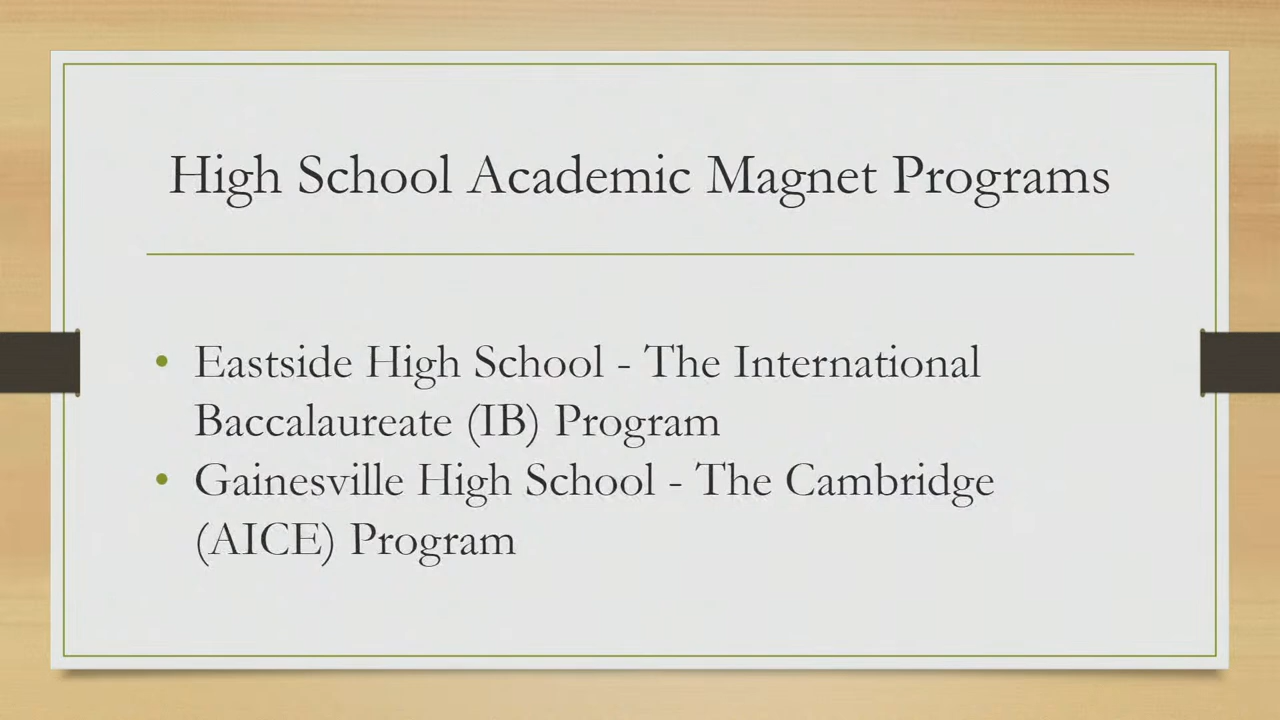 High School Academic Magnet Programs
• Eastside High School - The International
Baccalaureate (IB) Program
• Gainesville High School - The Cambridge
(AICE) Program